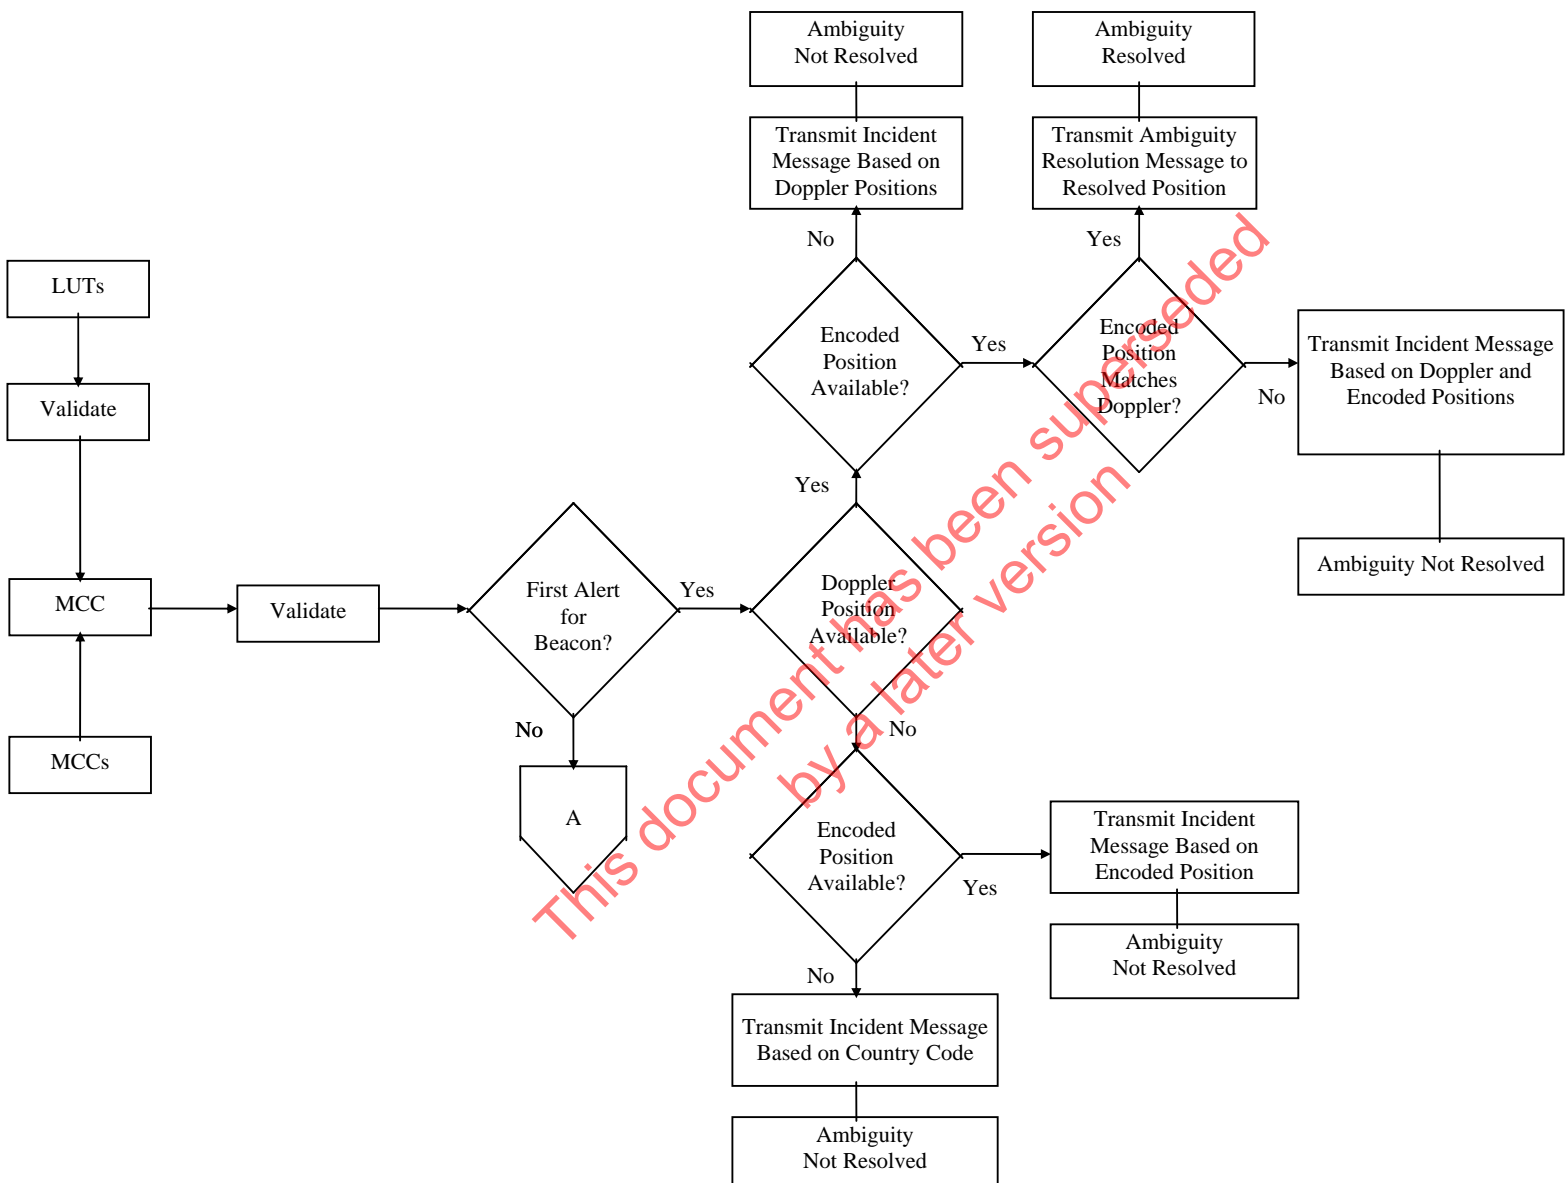 Ambiguity
Not Resolved
Ambiguity
Resolved
Transmit Incident
Message Based on
Doppler Positions
Transmit Ambiguity
Resolution Message to
Resolved Position
No
Yes
LUTs
Encoded
Position
Available?
Yes
Encoded
Position
Matches
Doppler?
No
Transmit Incident Message
Based on Doppler and
Encoded Positions
Validate
Yes
Ambiguity Not Resolved
MCC
Validate
First Alert
for
Beacon?
Yes
Doppler
Position
Available?
No
No
MCCs
A
Encoded
Position
Available?
Yes
Transmit Incident
Message Based on
Encoded Position
Ambiguity
Not Resolved
No
Transmit Incident Message
Based on Country Code
Ambiguity
Not Resolved
This document has been superseded
by a later version